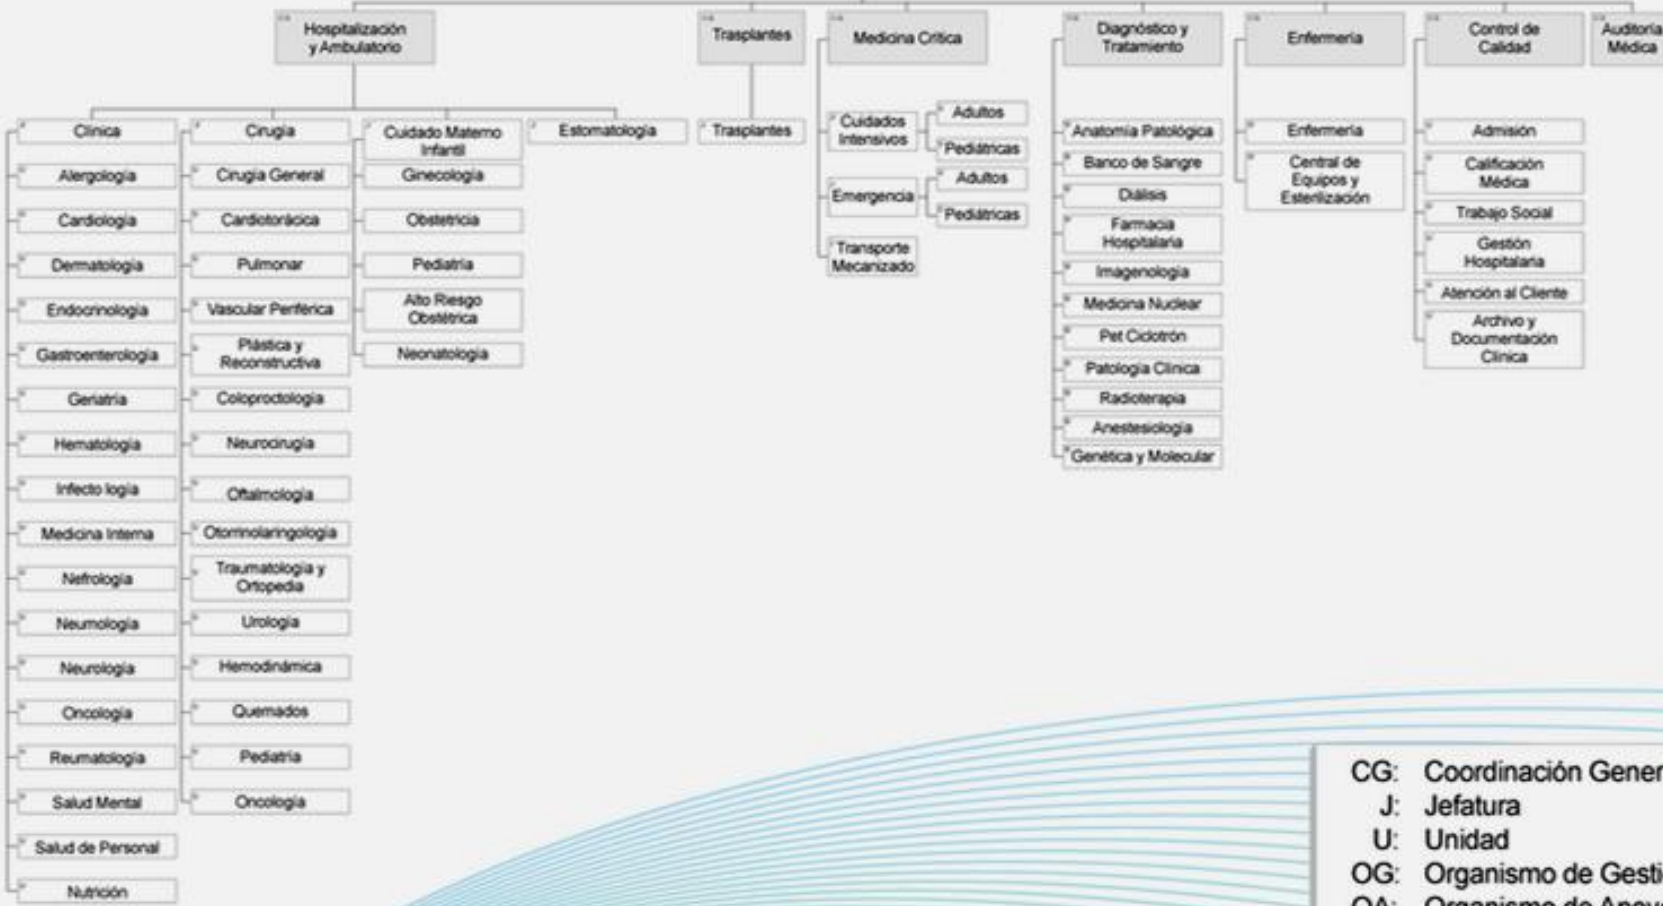 Hospitalización
y Ambulatorio
Trasplantes
Medicina Crítica
Diagnóstico y
Tratamiento
Enfermería
Control de
Calidad
Auditoría
Médica
Clínica
Alergología
Cardiología
Dermatología
Endocrinología
Gastroenterología
Geriatría
Hematología
Infecto logía
Medicina Interna
Nefrología
Neumología
Neurología
Oncología
Reumatología
Salud Mental
Salud de Personal
Nutrición
Cirugía
Cirugía General
Cardiotorácica
Pulmonar
Vascular Periférica
Plástica y
Reconstructiva
Coloproctología
Neurocirugía
Oftalmología
Otorrinolaringología
Traumatología y
Ortopedia
Urología
Hemodinámica
Quemados
Pediatría
Oncología
Cuidado Materno
Infantil
Ginecología
Obstetricia
Pediatría
Alto Riesgo
Obstétrica
Neonatología
Estomatología
Trasplantes
Cuidados
Intensivos
Adultos
Pediátricas
Emergencia
Adultos
Pediátricas
Transporte
Mecanizado
Anatomía Patológica
Banco de Sangre
Diálisis
Farmacia
Hospitalaria
Imagenología
Medicina Nuclear
Pet Ciclotrón
Patología Clínica
Radioterapia
Anestesiología
Genética y Molecular
Enfermería
Central de
Equipos y
Esterilización
Admisión
Calificación
Médica
Trabajo Social
Gestión
Hospitalaria
Atención al Cliente
Archivo y
Documentación
Clínica
CG: Coordinación Gener
J: Jefatura
U: Unidad
OG: Organismo de Gesti
OA: Organismo de Apoy